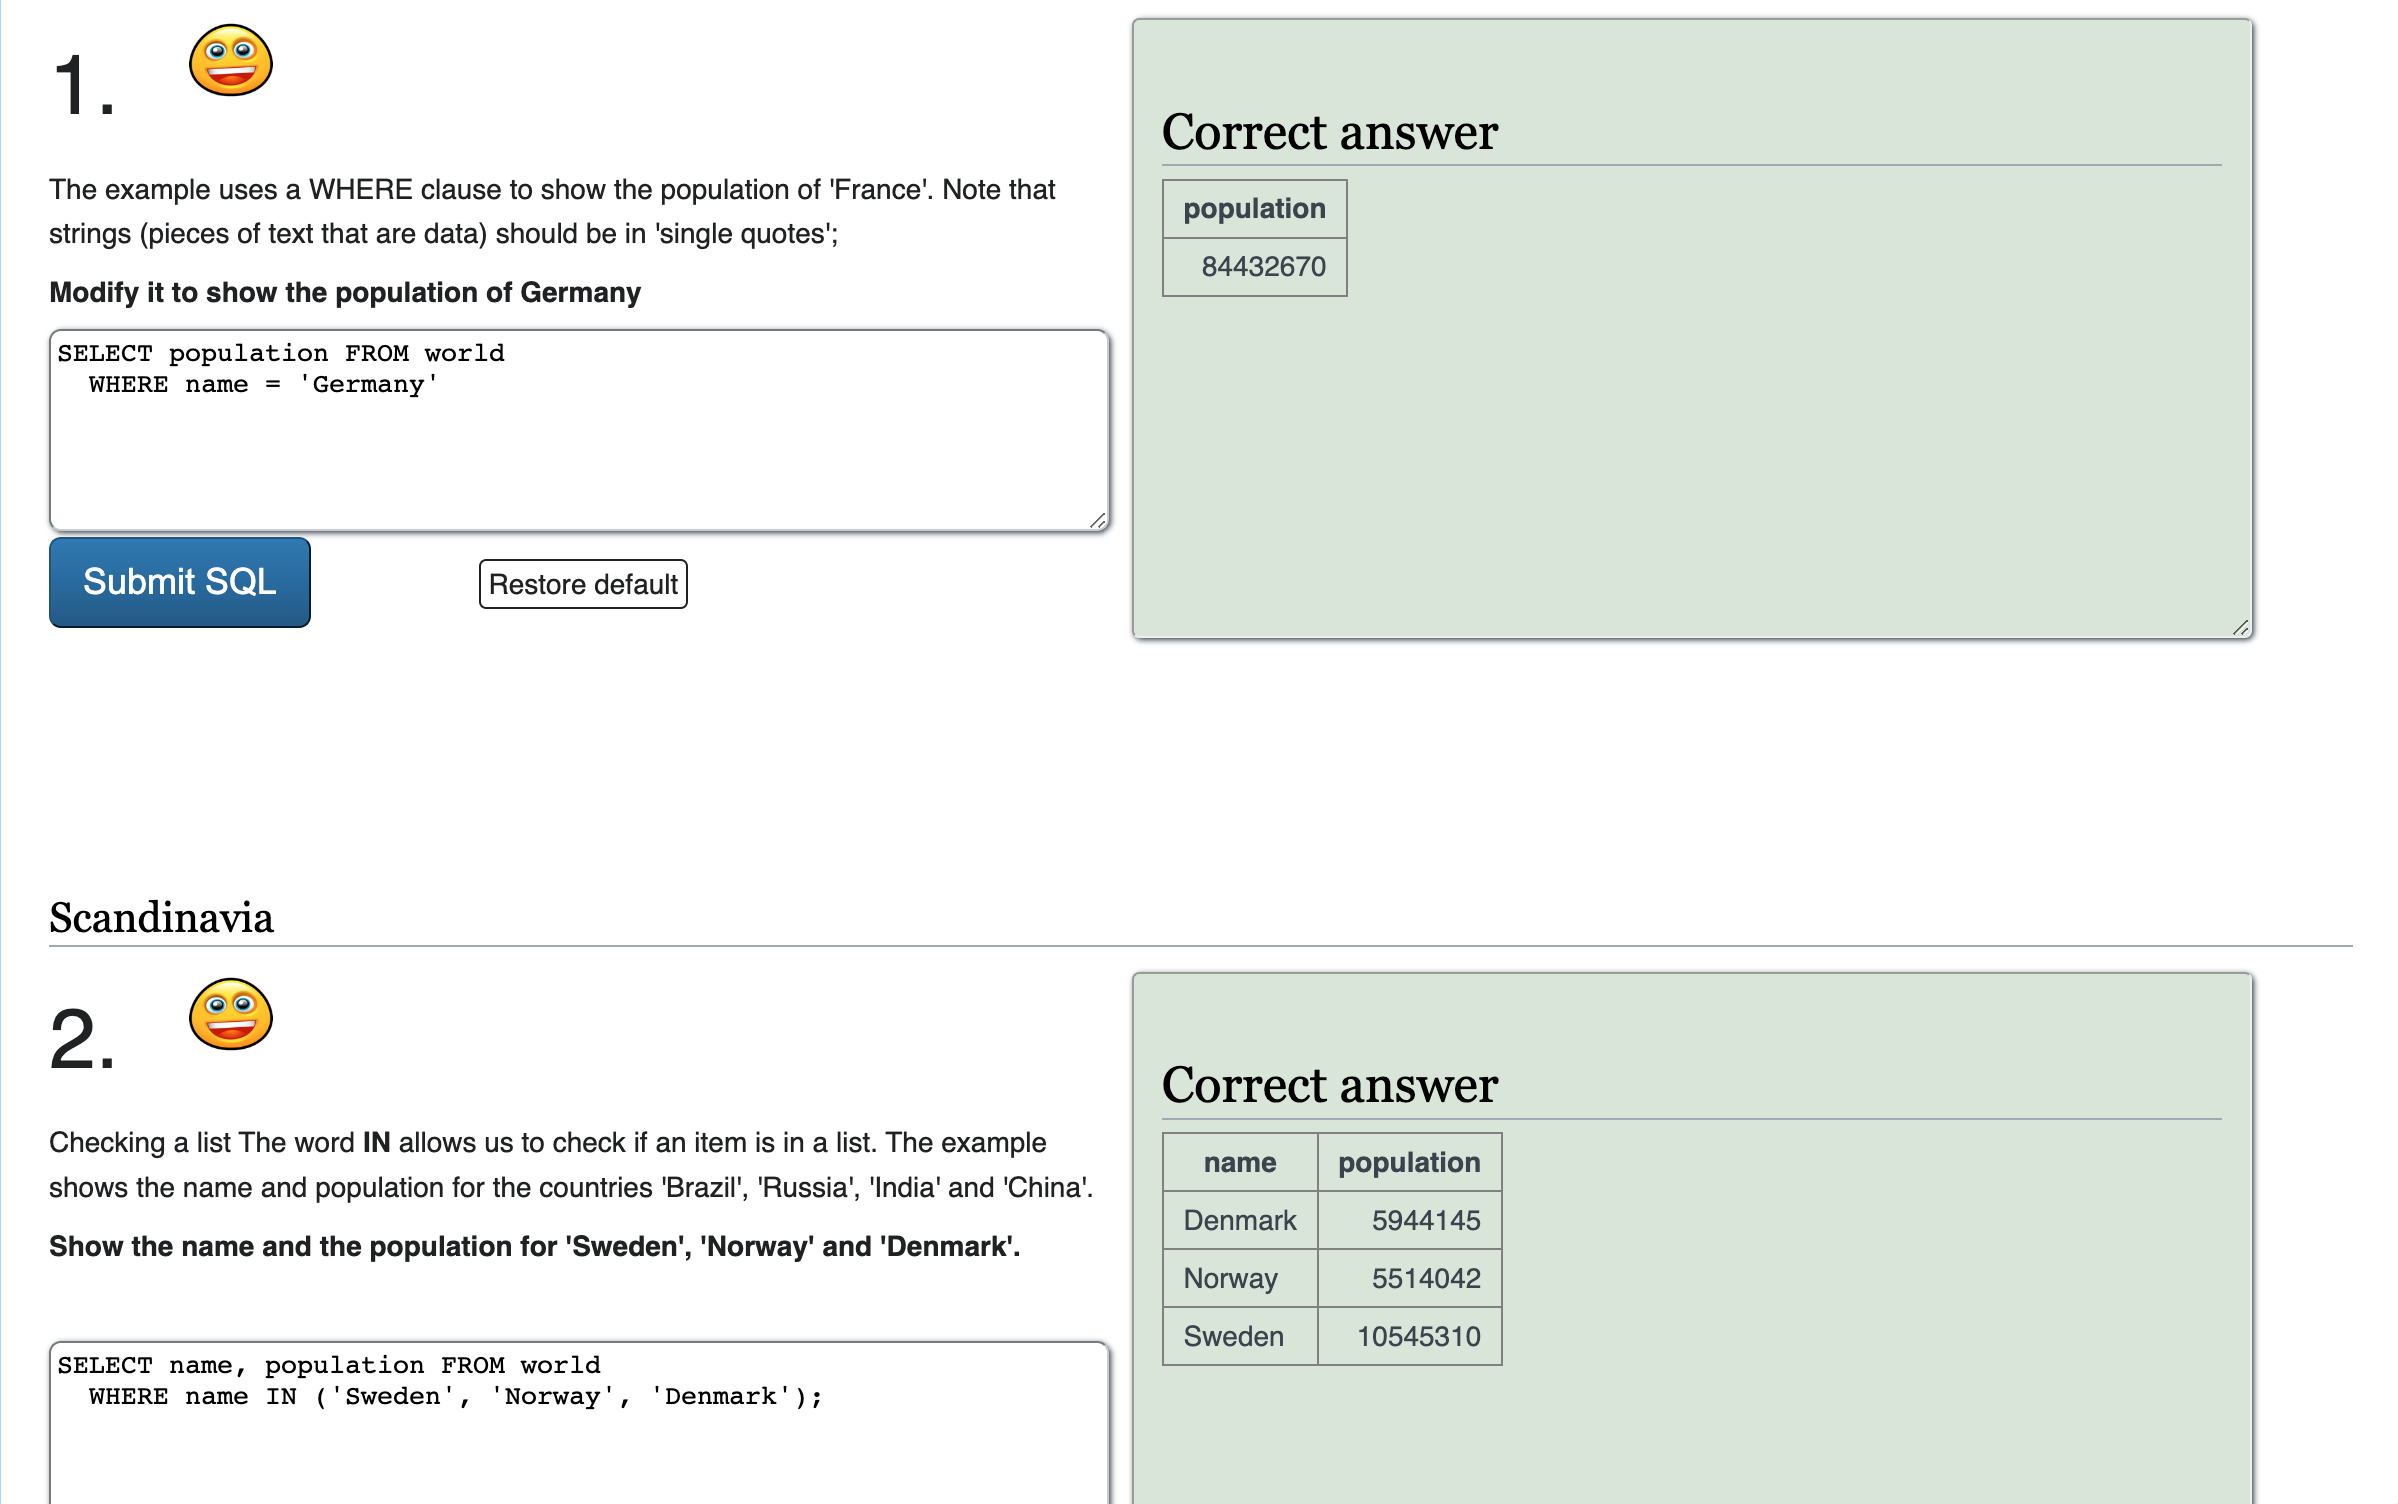 1.
The example uses a WHERE clause to show the population of 'France'. Note that
strings (pieces of text that are data) should be in 'single quotes';
Modify it to show the population of Germany
SELECT population FROM world
  WHERE name = 'Germany'
Submit SQL
Restore default
Correct answer
population
84432670
Scandinavia
2.
Checking a list The word IN allows us to check if an item is in a list. The example
shows the name and population for the countries 'Brazil', 'Russia', 'India' and 'China'.
Show the name and the population for 'Sweden', 'Norway' and 'Denmark'.
SELECT name, population FROM world
  WHERE name IN ('Sweden', 'Norway', 'Denmark');
Correct answer
name population
Denmark 5944145
Norway 5514042
Sweden 10545310